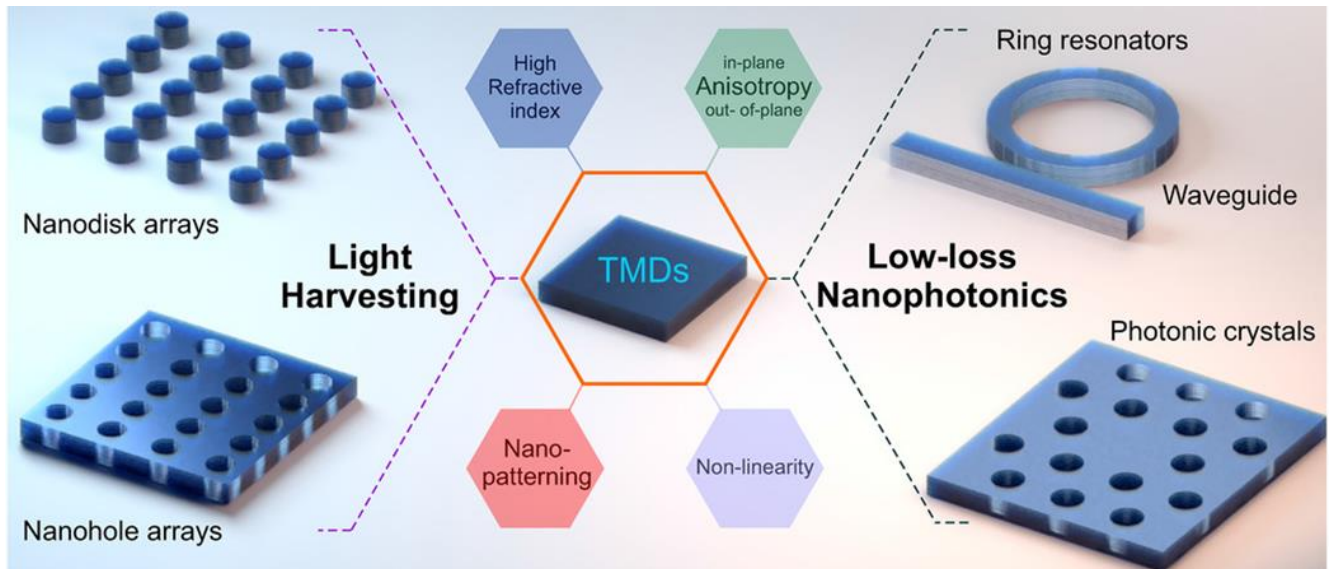 Nanodisk arrays
Light
Harvesting
Nanohole arrays
High
Refractive
index
in-plane
Anisotropy
out- of-plane
TMDs
Nano-
patterning
Non-linearity
Ring resonators
Waveguide
Low-loss
Nanophotonics
Photonic crystals